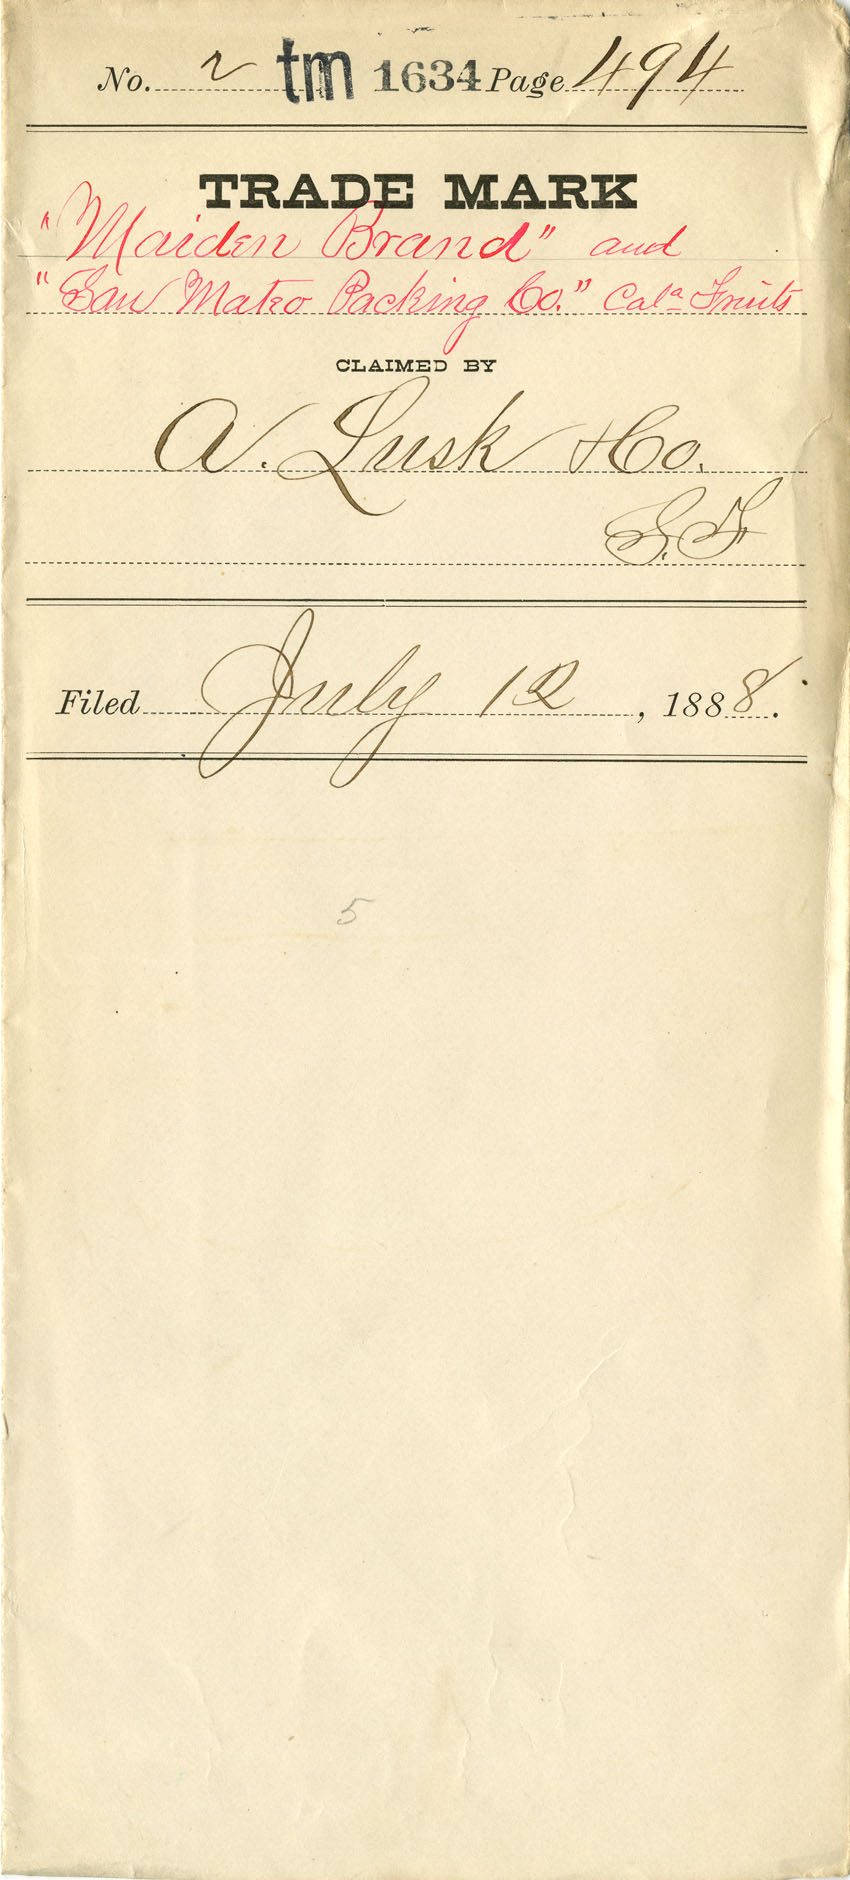 No. 2 tm 1634 Page 494
TRADE MARK
"Maiden Brand" and
"San Mateo Packing Co." Calª Fruits
CLAIMED BY
A. Lusk & Co.
S.F
Filed July 12, 1888.
5